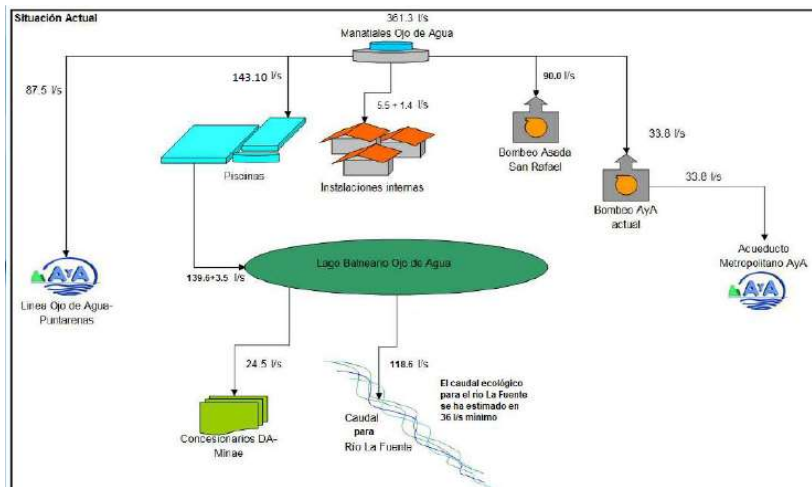 Situación Actual
361.3 l/s
Manatiales Ojo de Agua
87.5 l/s
143.10 l/s
5.5 + 1.4 l/s
90.0 l/s
33.8 l/s
Piscinas
Instalaciones internas
Bombeo Asada
San Rafael
Bombeo AyA
actual
33.8 l/s
Acueducto
Metropolitano AyA
AyA
Lago Balneario Ojo de Agua
139.6+3.5 l/s
AyA
Linea Ojo de Agua-
Puntarenas
24.5 l/s
118.6 l/s
El caudal ecológico
para el rio La Fuente
se ha estimado en
36 l/s mínimo
Concesionarios DA-
Minae
Caudal
para
Río La Fuente